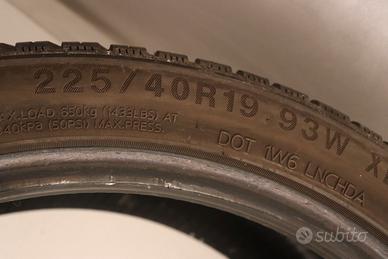 225/40R19 93W X
X.LOAD 650kg (1433LBS) AT
340KPa (50PSI) MAX.PRESS.
DOT 1W6 LNCHDA
subito